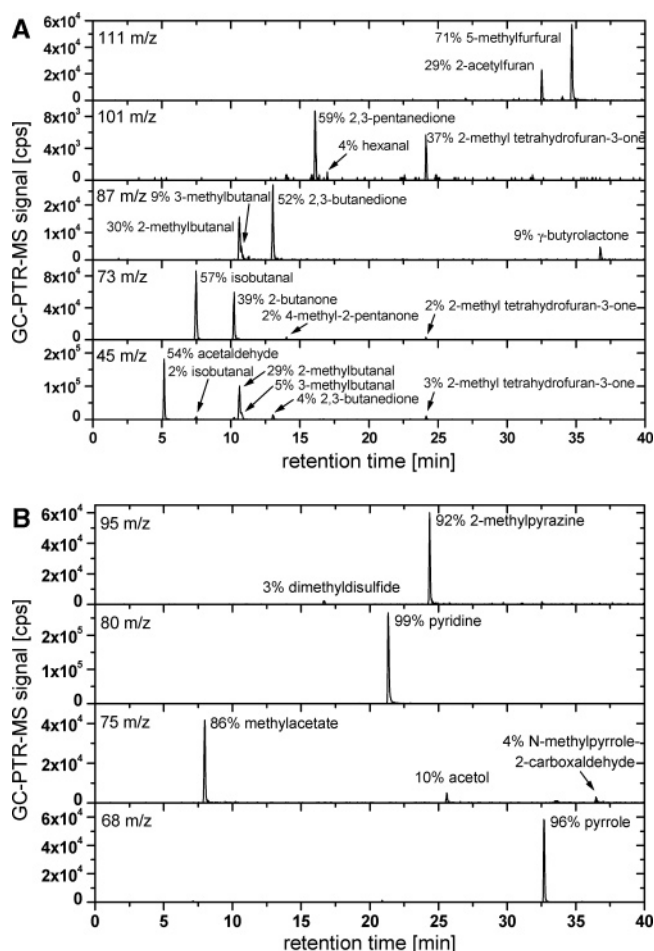 A
GC-PTR-MS signal [cps]
111 m/z
6x10⁴
4x10⁴
2x10⁴
0
71% 5-methylfurfural
29% 2-acetylfuran
101 m/z
8x10³
4x10³
0
59% 2,3-pentanedione
4% hexanal
37% 2-methyl tetrahydrofuran-3-one
87 m/z
2x10⁴
1x10⁴
0
9% 3-methylbutanal
30% 2-methylbutanal
52% 2,3-butanedione
9% γ-butyrolactone
73 m/z
8x10⁴
4x10⁴
0
57% isobutanal
39% 2-butanone
2% 4-methyl-2-pentanone
2% 2-methyl tetrahydrofuran-3-one
45 m/z
2x10⁵
1x10⁵
0
54% acetaldehyde
2% isobutanal
29% 2-methylbutanal
5% 3-methylbutanal
4% 2,3-butanedione
3% 2-methyl tetrahydrofuran-3-one
0 5 10 15 20 25 30 35 40
retention time [min]
B
GC-PTR-MS signal [cps]
95 m/z
6x10⁴
4x10⁴
2x10⁴
0
92% 2-methylpyrazine
3% dimethyldisulfide
80 m/z
2x10⁵
1x10⁵
0
99% pyridine
75 m/z
4x10⁴
2x10⁴
0
86% methylacetate
10% acetol
4% N-methylpyrrole-
2-carboxaldehyde
68 m/z
6x10⁴
4x10⁴
2x10⁴
0
96% pyrrole
0 5 10 15 20 25 30 35 40
retention time [min]